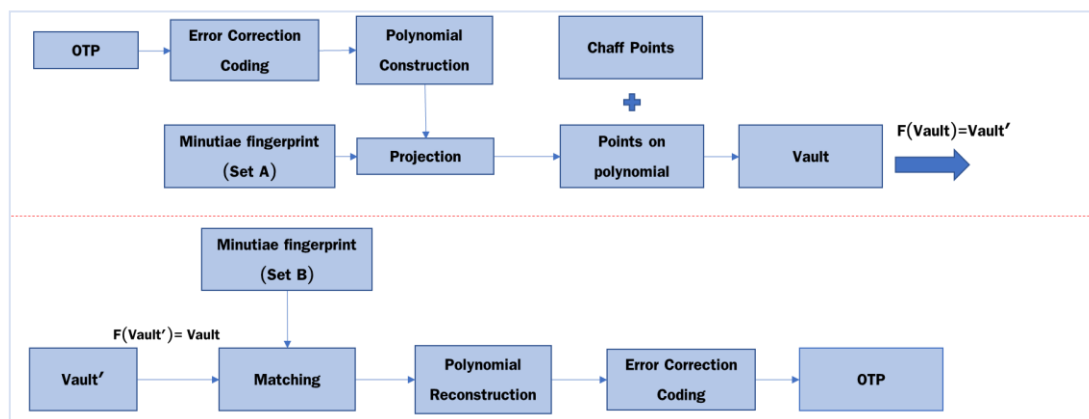 OTP
Error Correction
Coding
Polynomial
Construction
Chaff Points
Minutiae fingerprint
(Set A)
Projection
Points on
polynomial
Vault
F(Vault)=Vault′
Minutiae fingerprint
(Set B)
F(Vault′)= Vault
Vault′
Matching
Polynomial
Reconstruction
Error Correction
Coding
OTP